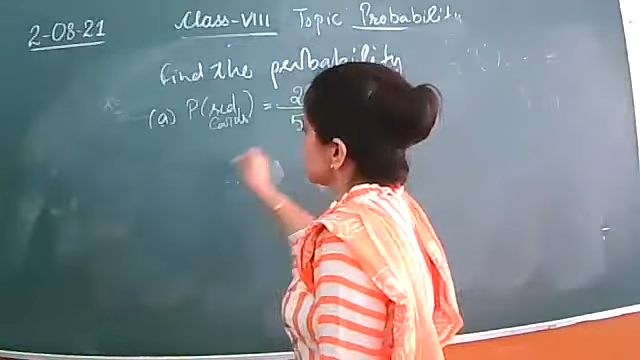 2-08-21
Class-VIII Topic Probability
Find the probability
(a) P(red cards) = 2
5